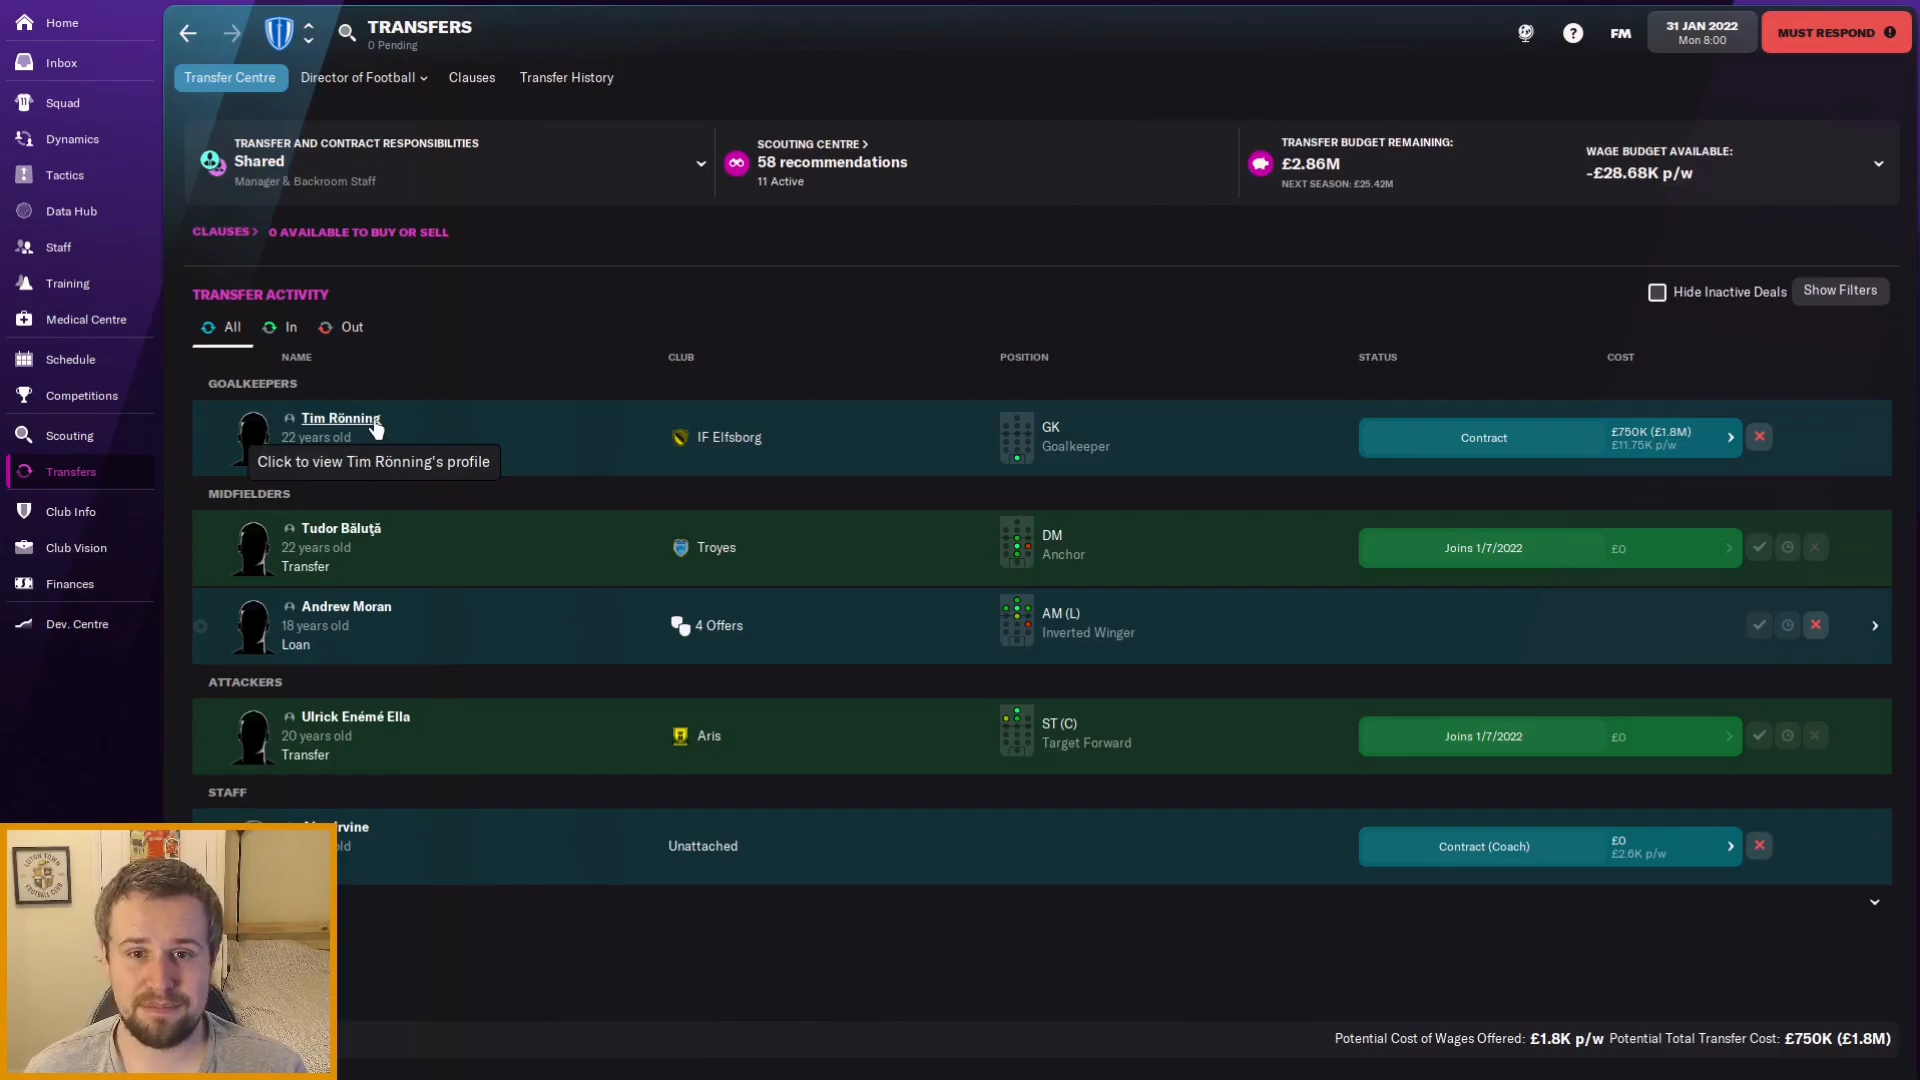 Home
Inbox
Squad
Dynamics
Tactics
Data Hub
Staff
Training
Medical Centre
Schedule
Competitions
Scouting
Transfers
Club Info
Club Vision
Finances
Dev. Centre
TRANSFERS
0 Pending
FM
31 JAN 2022
Mon 8:00
MUST RESPOND
Transfer Centre
Director of Football
Clauses
Transfer History
TRANSFER AND CONTRACT RESPONSIBILITIES
Shared
Manager & Backroom Staff
SCOUTING CENTRE >
58 recommendations
11 Active
TRANSFER BUDGET REMAINING:
£2.86M
NEXT SEASON: £25.42M
WAGE BUDGET AVAILABLE:
-£28.68K p/w
CLAUSES > 0 AVAILABLE TO BUY OR SELL
TRANSFER ACTIVITY
Hide Inactive Deals
Show Filters
All In Out
NAME CLUB POSITION STATUS COST
GOALKEEPERS
Tim Rönning
22 years old
Click to view Tim Rönning's profile
IF Elfsborg
GK
Goalkeeper
Contract
£750K (£1.8M)
£11.75K p/w
MIDFIELDERS
Tudor Băluţă
22 years old
Transfer
Troyes
DM
Anchor
Joins 1/7/2022
£0
Andrew Moran
18 years old
Loan
4 Offers
AM (L)
Inverted Winger
ATTACKERS
Ulrick Enémé Ella
20 years old
Transfer
Aris
ST (C)
Target Forward
Joins 1/7/2022
£0
STAFF
Irvine
old
Unattached
Contract (Coach)
£0
£2.6K p/w
LUTON TOWN
FOOTBALL CLUB
Potential Cost of Wages Offered: £1.8K p/w Potential Total Transfer Cost: £750K (£1.8M)